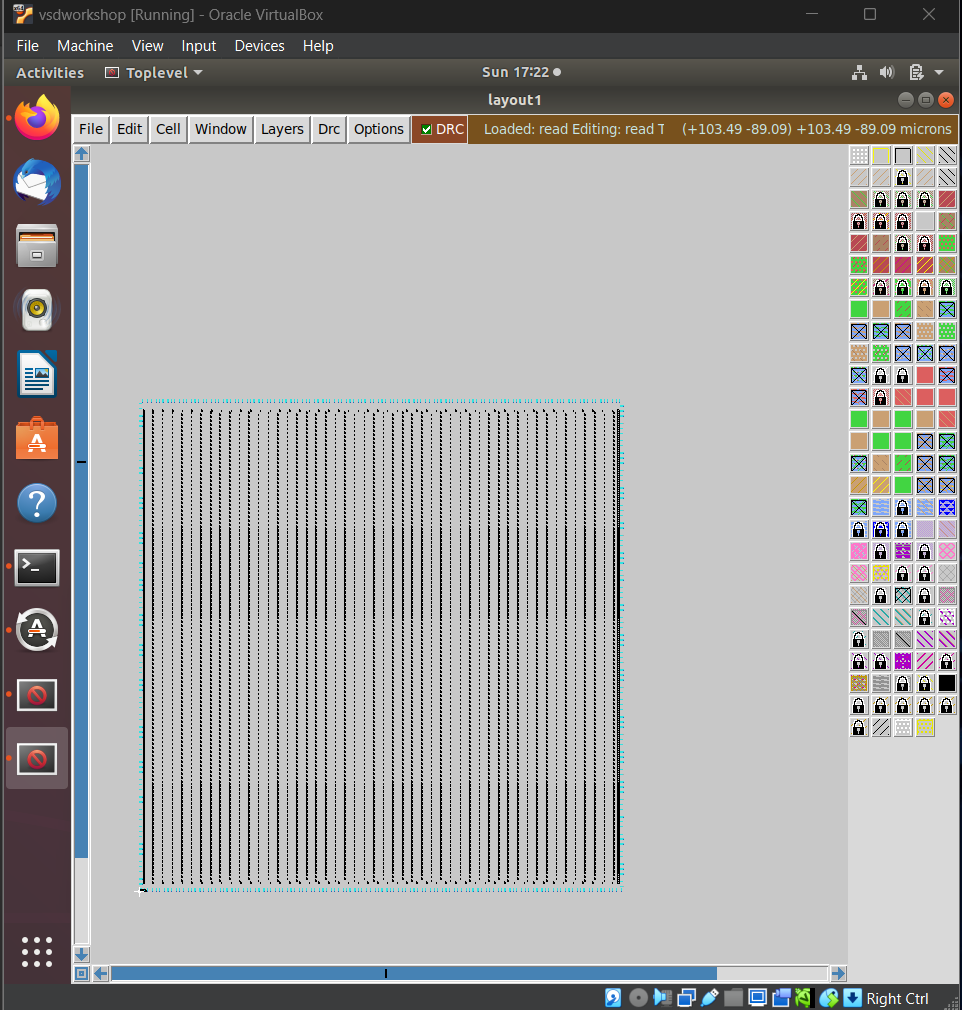 vsdworkshop [Running] - Oracle VirtualBox
File Machine View Input Devices Help
Activities Toplevel Sun 17:22
layout1
File Edit Cell Window Layers Drc Options DRC Loaded: read Editing: read T (+103.49 -89.09) +103.49 -89.09 microns
Right Ctrl